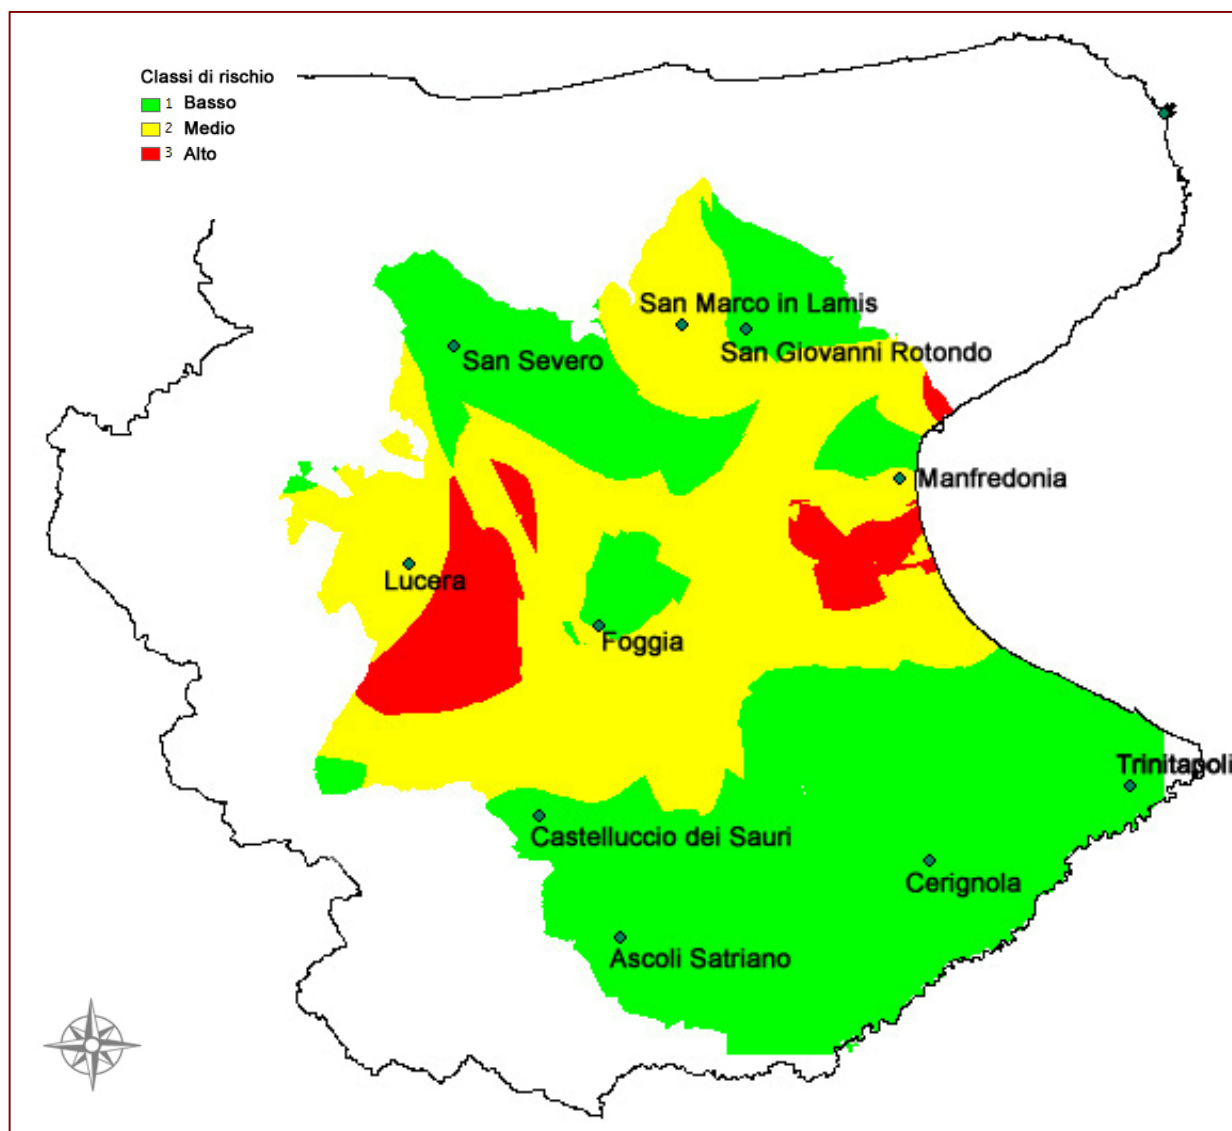 Classi di rischio
1 Basso
2 Medio
3 Alto
San Marco in Lamis
San Giovanni Rotondo
San Severo
Manfredonia
Lucera
Foggia
Trinitapoli
Castelluccio dei Sauri
Cerignola
Ascoli Satriano